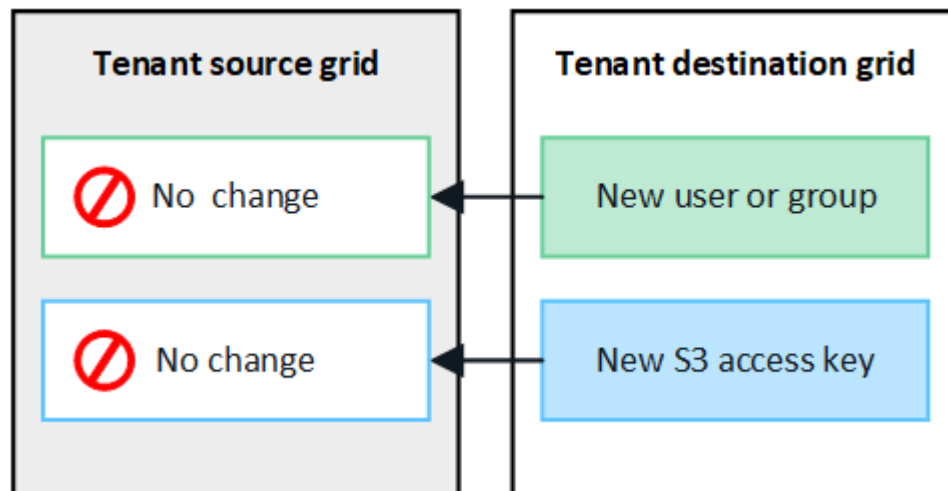 Tenant source grid
Tenant destination grid
No change
New user or group
No change
New S3 access key